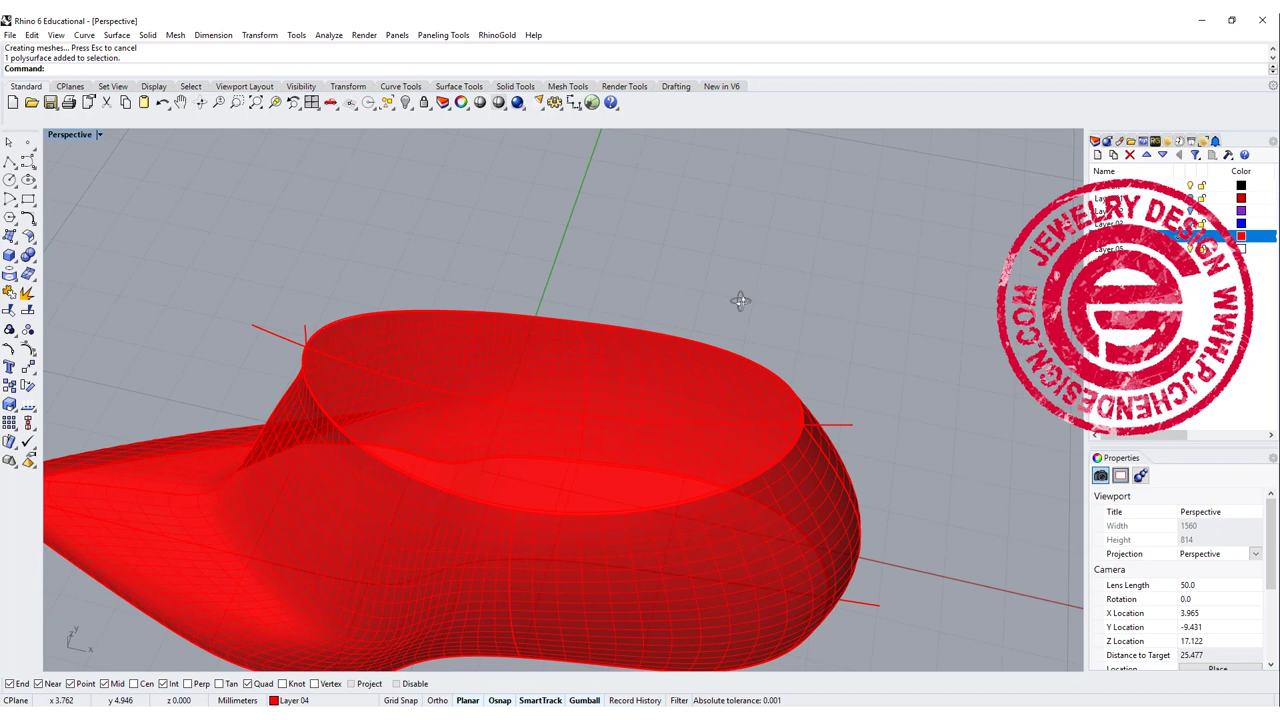 Rhino 6 Educational - [Perspective]
File Edit View Curve Surface Solid Mesh Dimension Transform Tools Analyze Render Panels Paneling Tools RhinoGold Help
Creating meshes... Press Esc to cancel
1 polysurface added to selection.
Command:
Standard CPlanes Set View Display Select Viewport Layout Visibility Transform Curve Tools Surface Tools Solid Tools Mesh Tools Render Tools Drafting New in V6
Perspective
Name Color
JEWELRY DESIGN WWW.PJCHENDESIGN.COM
Layer 05
Properties
Viewport
Title Perspective
Width 1560
Height 814
Projection Perspective
Camera
Lens Length 50.0
Rotation 0.0
X Location 3.965
Y Location -9.431
Z Location 17.122
Distance to Target 25.477
Location Place...
y
x
End Near Point Mid Cen Int Perp Tan Quad Knot Vertex Project Disable
CPlane x 3.762 y 4.946 z 0.000 Millimeters Layer 04 Grid Snap Ortho Planar Osnap SmartTrack Gumball Record History Filter Absolute tolerance: 0.001